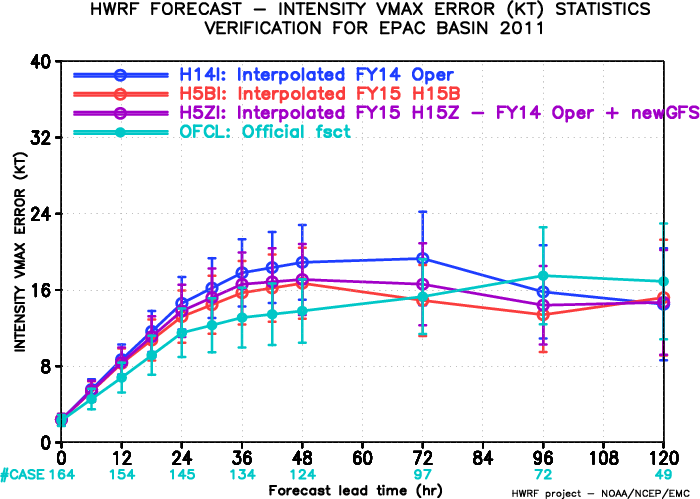 HWRF FORECAST – INTENSITY VMAX ERROR (KT) STATISTICS
VERIFICATION FOR EPAC BASIN 2011
H14I: Interpolated FY14 Oper
H5BI: Interpolated FY15 H15B
H5ZI: Interpolated FY15 H15Z – FY14 Oper + newGFS
OFCL: Official fsct
INTENSITY VMAX ERROR (KT)
40
32
24
16
8
0
0 12 24 36 48 60 72 84 96 108 120
#CASE 164 154 145 134 124 97 72 49
Forecast lead time (hr)
HWRF project – NOAA/NCEP/EMC